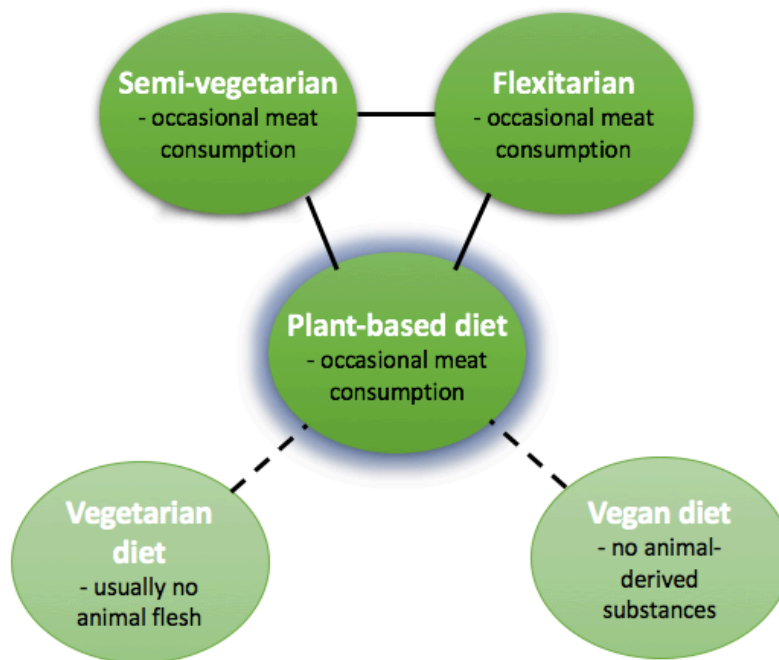 Semi-vegetarian
- occasional meat
consumption
Flexitarian
- occasional meat
consumption
Plant-based diet
- occasional meat
consumption
Vegetarian
diet
- usually no
animal flesh
Vegan diet
- no animal-
derived
substances